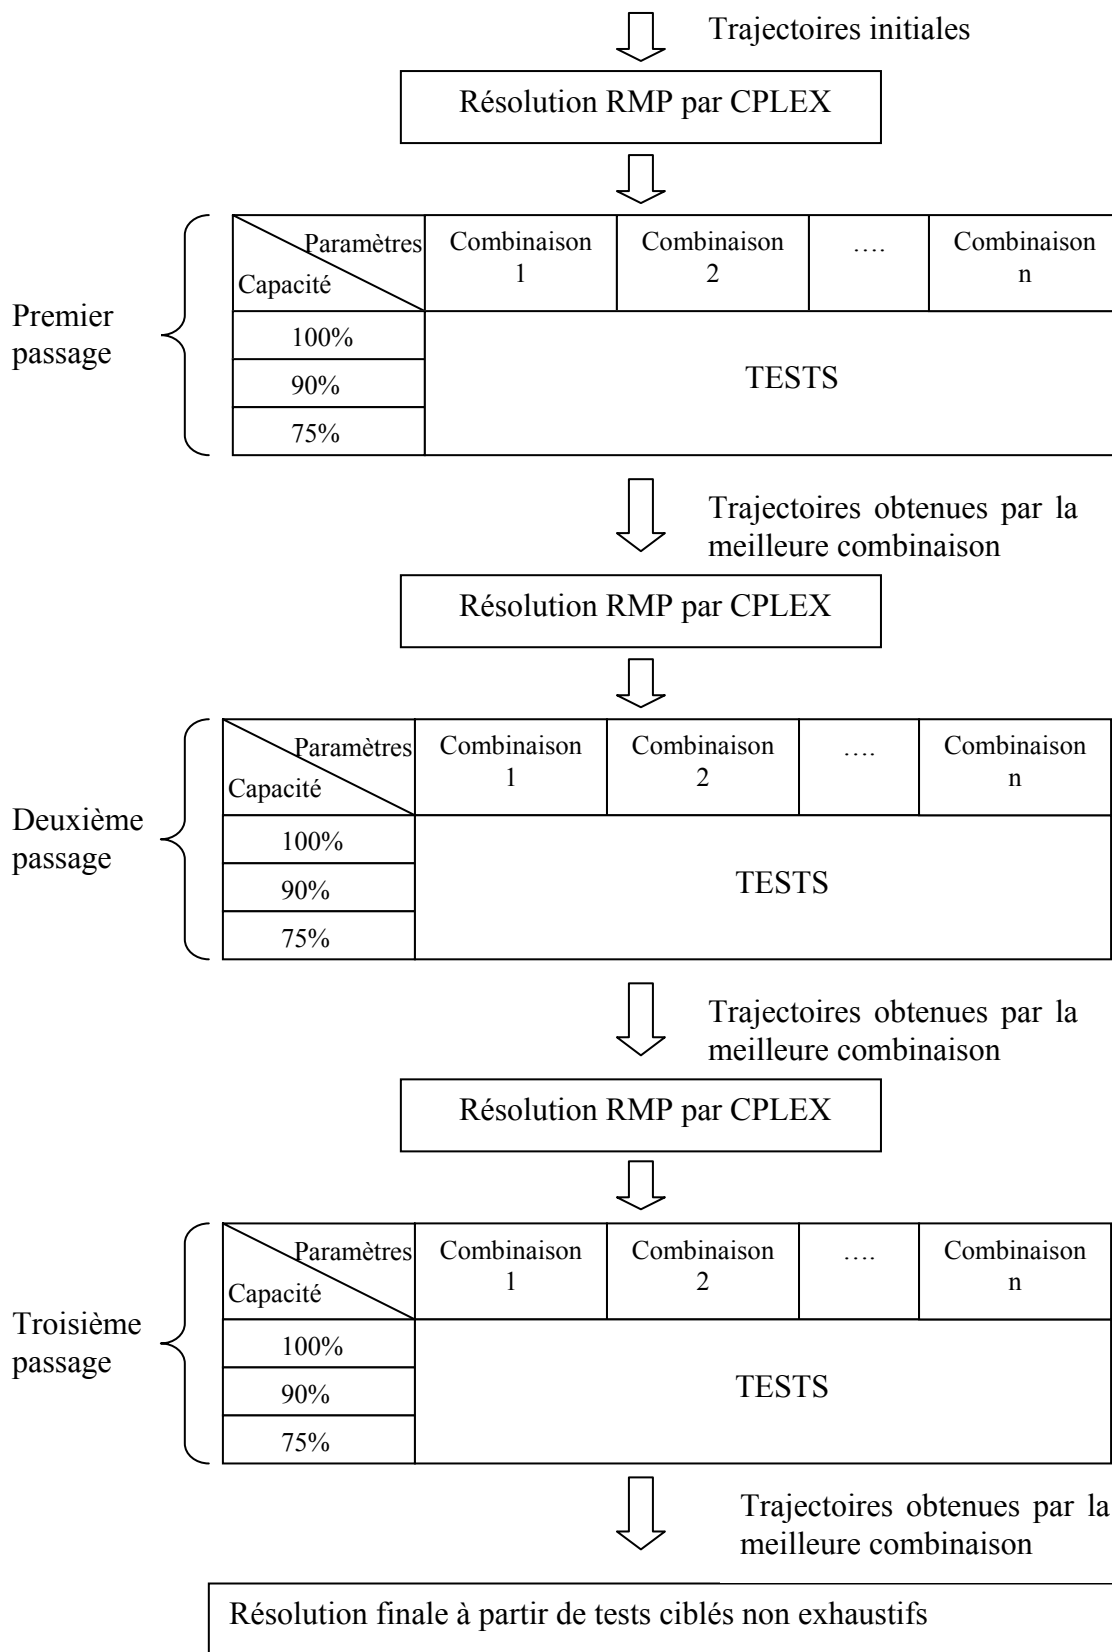 Trajectoires initiales
Résolution RMP par CPLEX
Paramètres
Capacité
Combinaison
1
Combinaison
2
....
Combinaison
n
Premier
passage
100%
90%
75%
TESTS
Trajectoires obtenues par la
meilleure combinaison
Résolution RMP par CPLEX
Paramètres
Capacité
Combinaison
1
Combinaison
2
....
Combinaison
n
Deuxième
passage
100%
90%
75%
TESTS
Trajectoires obtenues par la
meilleure combinaison
Résolution RMP par CPLEX
Paramètres
Capacité
Combinaison
1
Combinaison
2
....
Combinaison
n
Troisième
passage
100%
90%
75%
TESTS
Trajectoires obtenues par la
meilleure combinaison
Résolution finale à partir de tests ciblés non exhaustifs